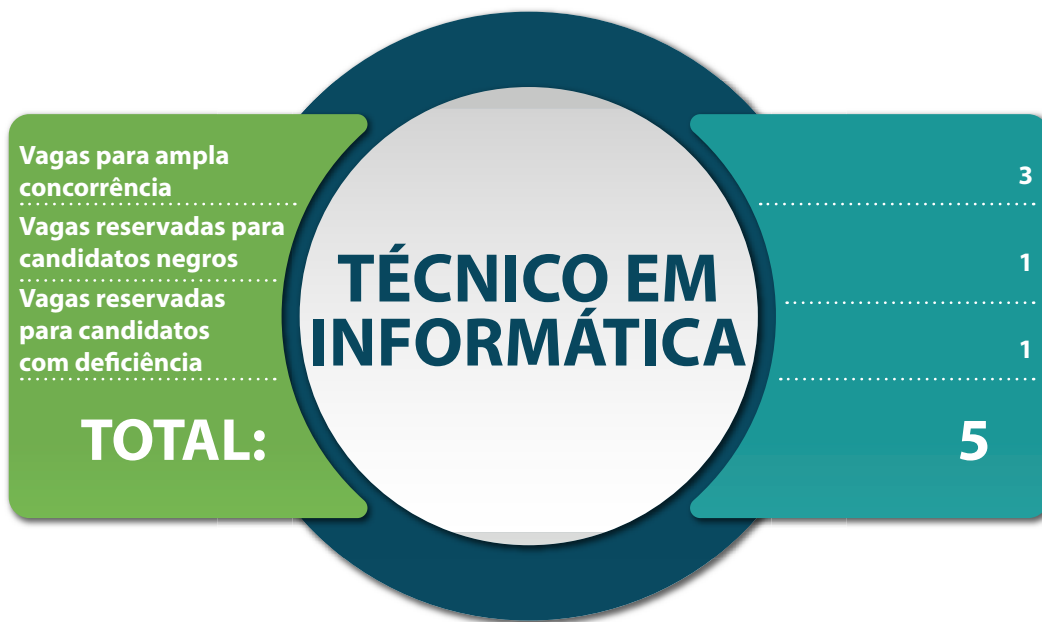 Vagas para ampla
concorrência
3
Vagas reservadas para
candidatos negros
1
Vagas reservadas
para candidatos
com deficiência
1
TOTAL:
5
TÉCNICO EM
INFORMÁTICA